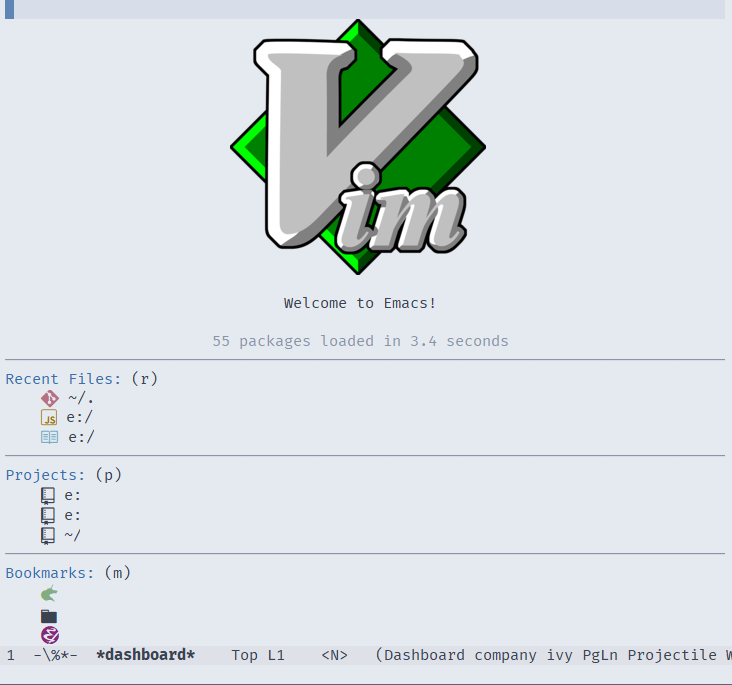 Vim
Welcome to Emacs!
55 packages loaded in 3.4 seconds
Recent Files: (r)
~/.
JS e:/
e:/
Projects: (p)
e:
e:
~/
Bookmarks: (m)
1 -\%*- *dashboard* Top L1 <N> (Dashboard company ivy PgLn Projectile W